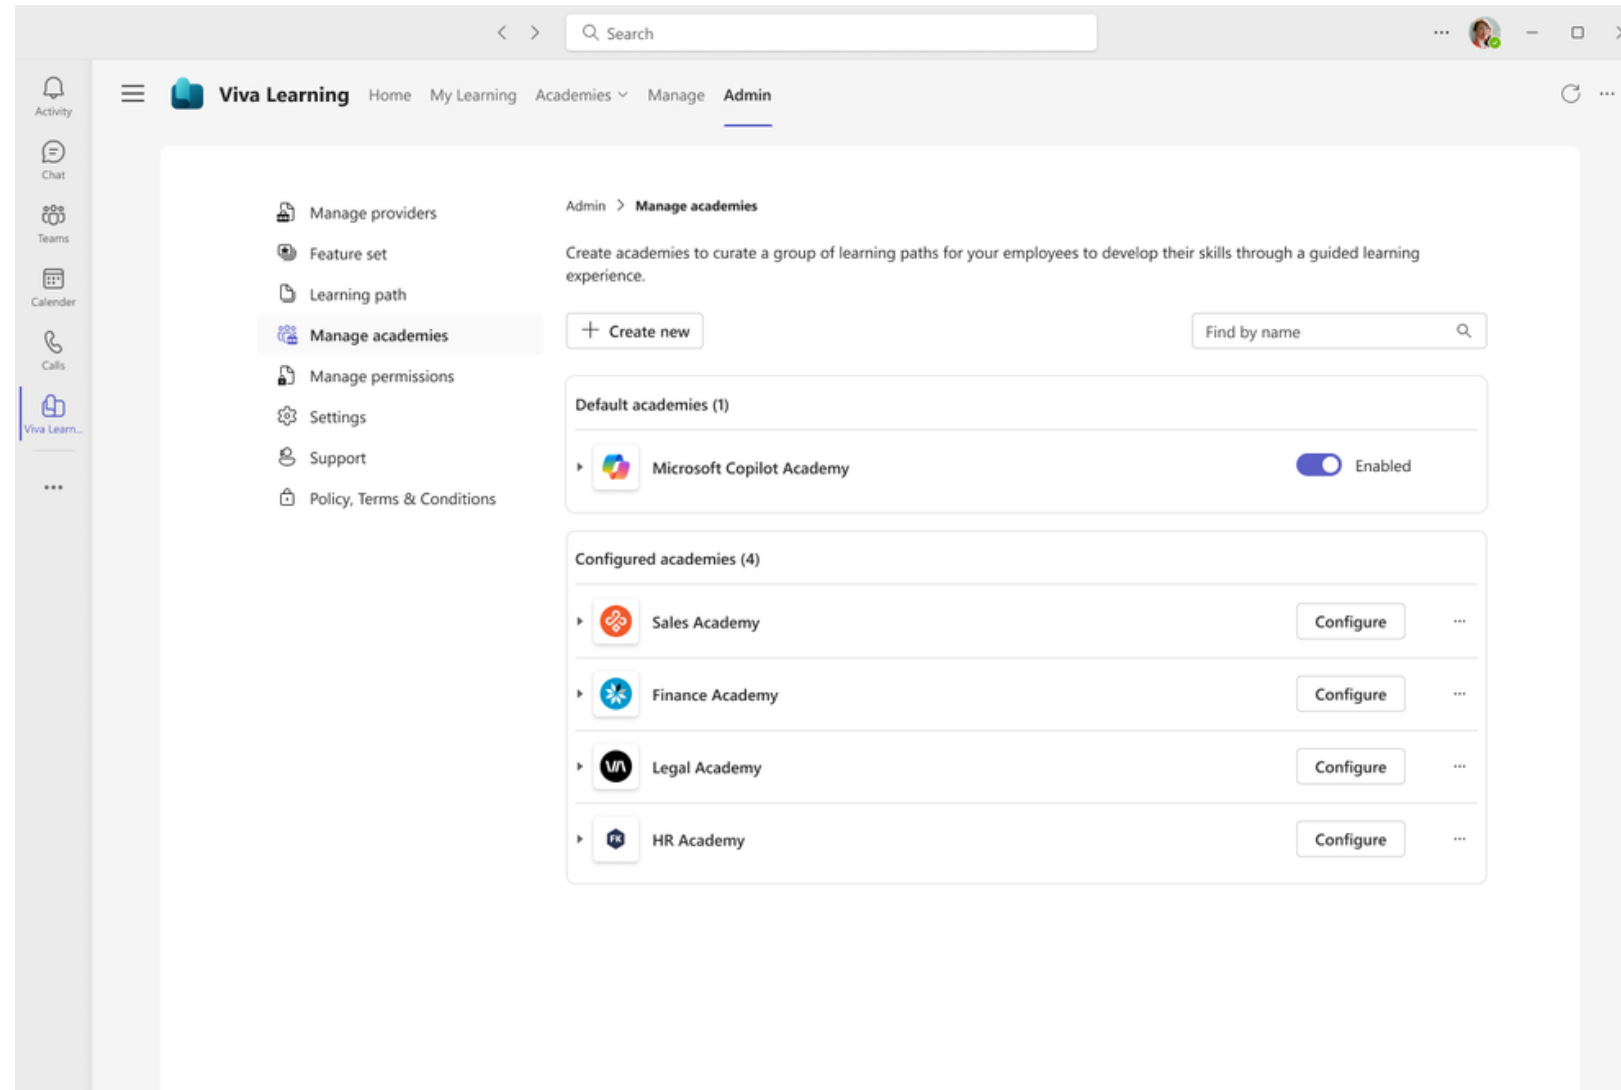 Search
Activity
Chat
Teams
Calender
Calls
Viva Learn...
Viva Learning Home My Learning Academies Manage Admin
Manage providers
Feature set
Learning path
Manage academies
Manage permissions
Settings
Support
Policy, Terms & Conditions
Admin > Manage academies
Create academies to curate a group of learning paths for your employees to develop their skills through a guided learning
experience.
+ Create new
Find by name
Default academies (1)
Microsoft Copilot Academy Enabled
Configured academies (4)
Sales Academy Configure
Finance Academy Configure
Legal Academy Configure
FK HR Academy Configure